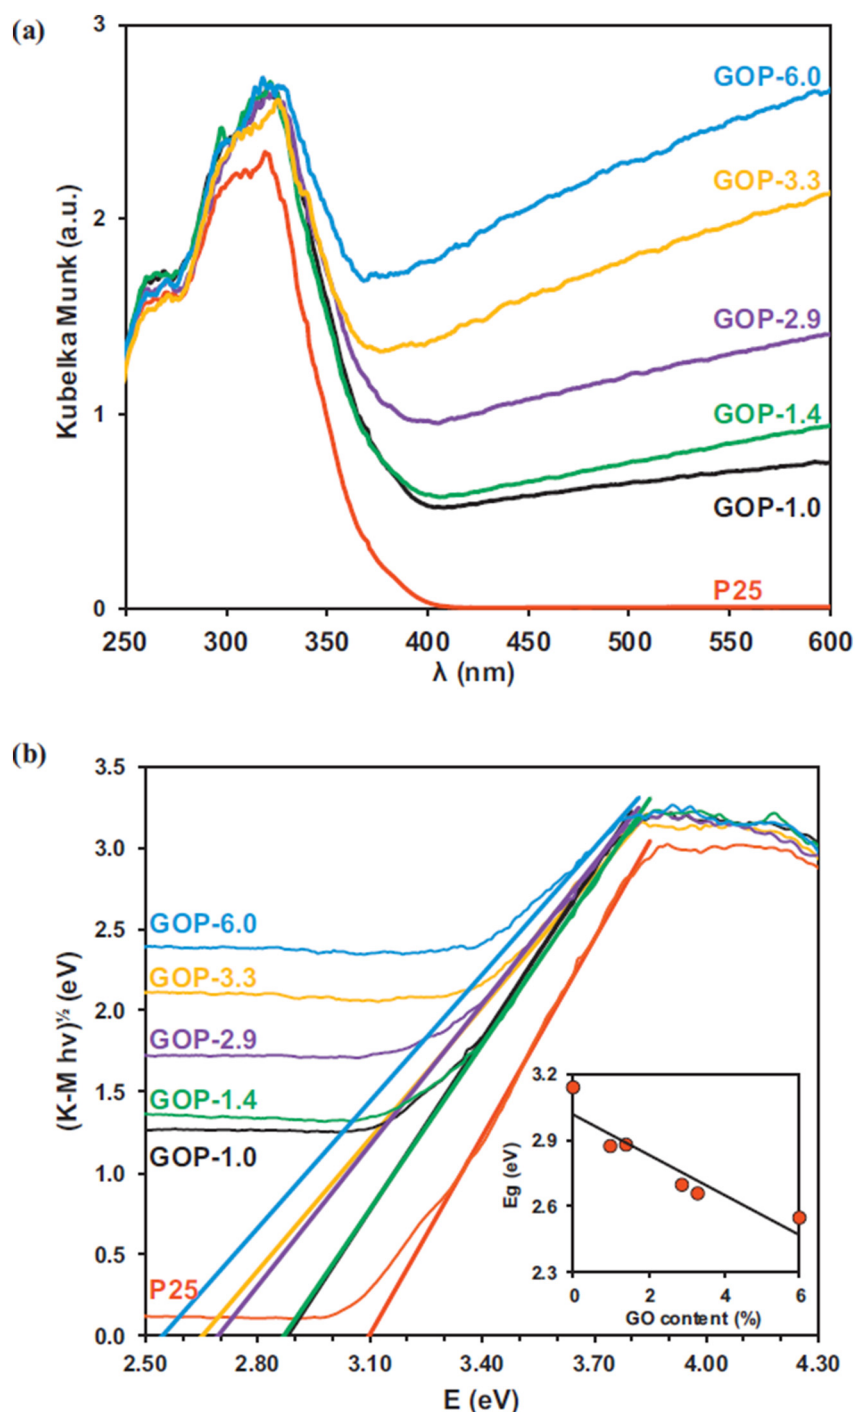 (a)
3
2
1
0
Kubelka Munk (a.u.)
GOP-6.0
GOP-3.3
GOP-2.9
GOP-1.4
GOP-1.0
P25
250 300 350 400 450 500 550 600
λ (nm)
(b)
3.5
3.0
2.5
2.0
1.5
1.0
0.5
0.0
(K-M hν)^½ (eV)
GOP-6.0
GOP-3.3
GOP-2.9
GOP-1.4
GOP-1.0
P25
3.2
2.9
2.6
2.3
Eg (eV)
0 2 4 6
GO content (%)
2.50 2.80 3.10 3.40 3.70 4.00 4.30
E (eV)